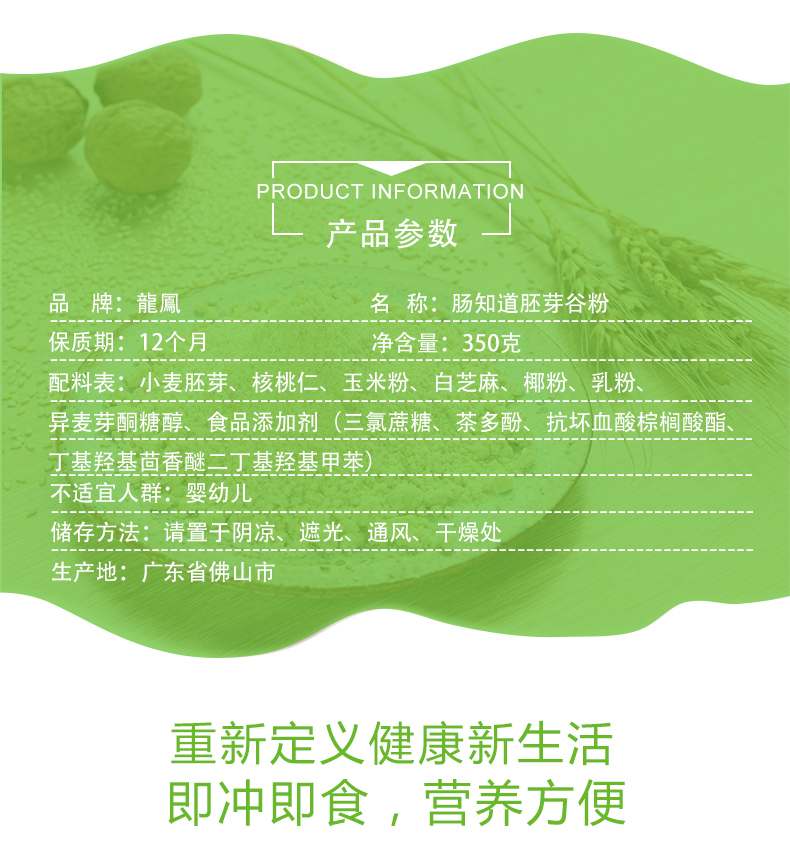 PRODUCT INFORMATION
产品参数
品 牌：龍鳳 名 称：肠知道胚芽谷粉
保质期：12个月 净含量：350克
配料表：小麦胚芽、核桃仁、玉米粉、白芝麻、椰粉、乳粉、
异麦芽酮糖醇、食品添加剂（三氯蔗糖、茶多酚、抗坏血酸棕榈酸酯、
丁基羟基茴香醚二丁基羟基甲苯）
不适宜人群：婴幼儿
储存方法：请置于阴凉、遮光、通风、干燥处
生产地：广东省佛山市
重新定义健康新生活
即冲即食，营养方便